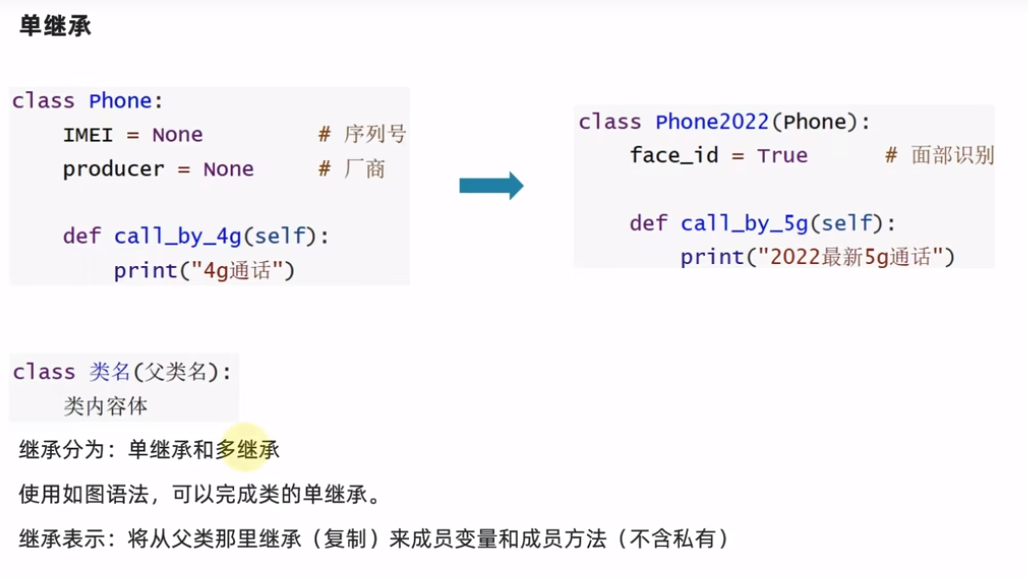 单继承
class Phone:
    IMEI = None         # 序列号
    producer = None     # 厂商
    def call_by_4g(self):
        print("4g通话")
class Phone2022(Phone):
    face_id = True      # 面部识别
    def call_by_5g(self):
        print("2022最新5g通话")
class 类名(父类名):
    类内容体
继承分为：单继承和多继承
使用如图语法，可以完成类的单继承。
继承表示：将从父类那里继承（复制）来成员变量和成员方法（不含私有）